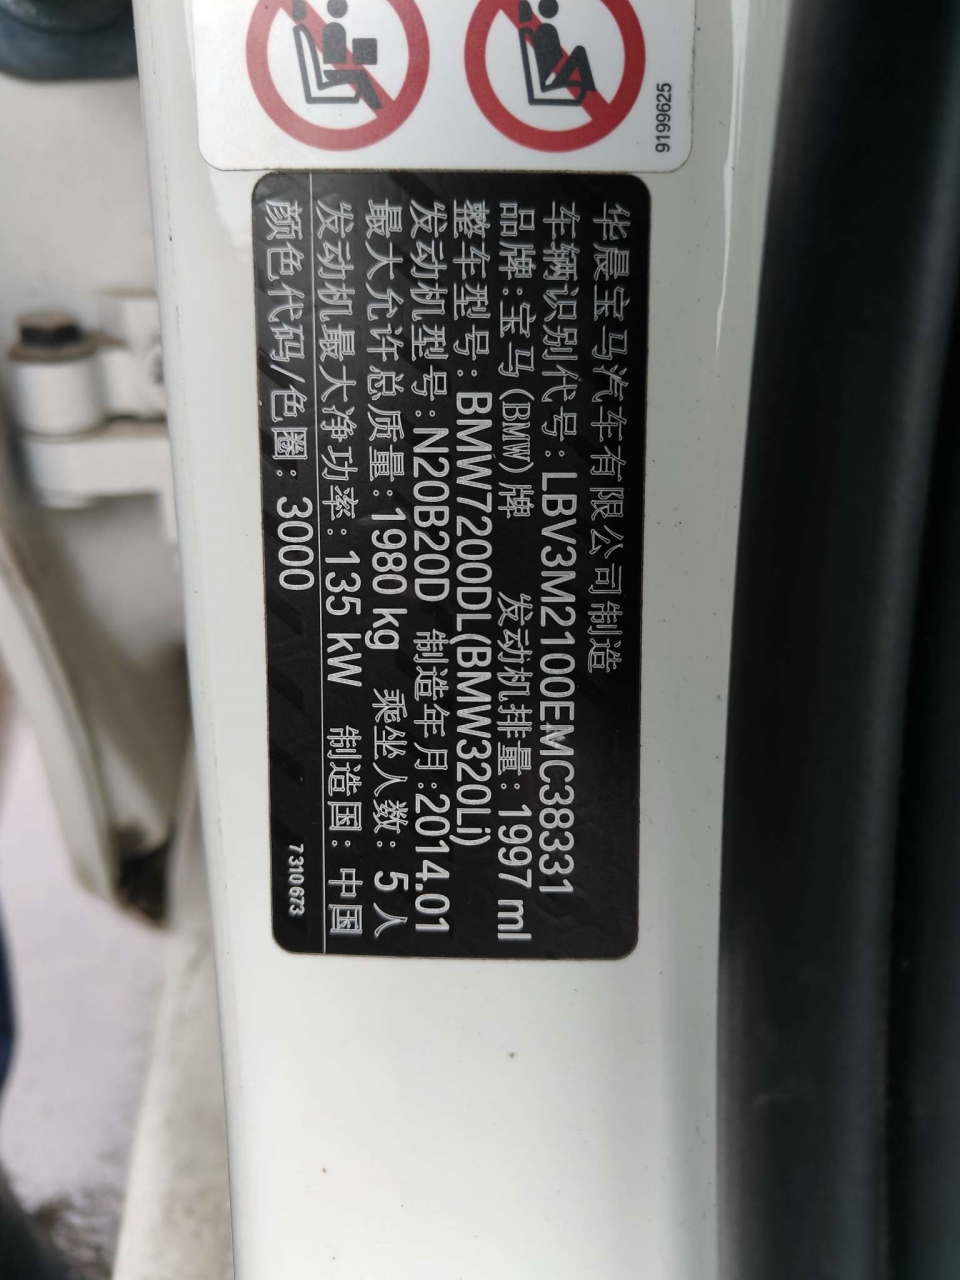 9199625
华晨宝马汽车有限公司制造
车辆识别代号:LBV3M2100EMC38331
品牌:宝马(BMW)牌 发动机排量:1997 ml
整车型号:BMW7200DL(BMW320Li)
发动机型号:N20B20D 制造年月:2014.01
最大允许总质量:1980 kg 乘坐人数:5人
发动机最大净功率:135 kW 制造国:中国
颜色代码/色圈:3000
7310673